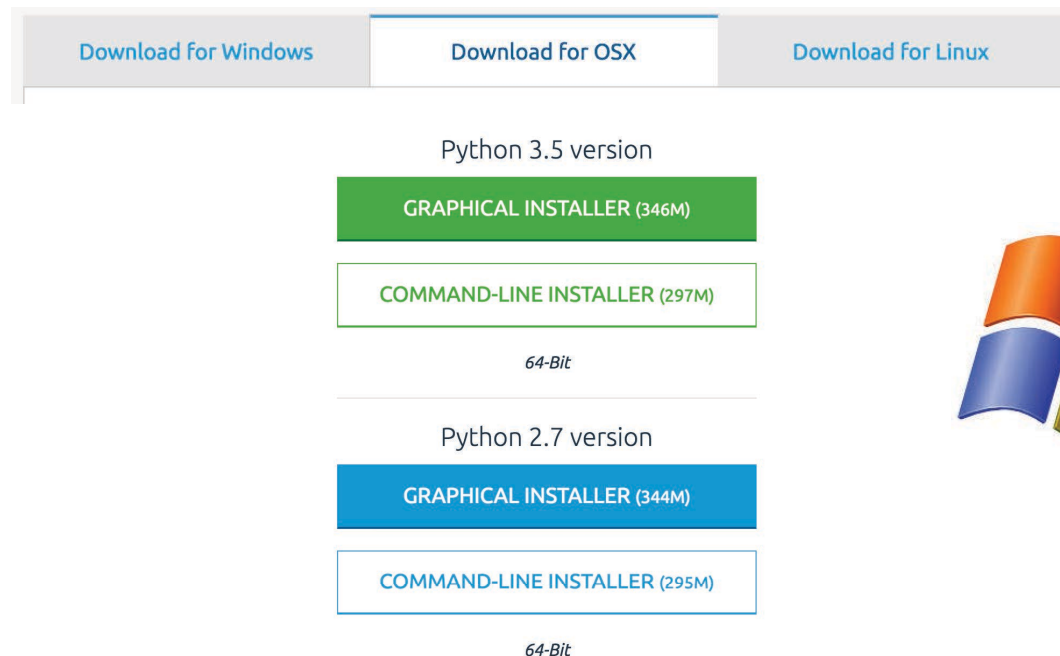 Download for Windows Download for OSX Download for Linux
Python 3.5 version
GRAPHICAL INSTALLER (346M)
COMMAND-LINE INSTALLER (297M)
64-Bit
Python 2.7 version
GRAPHICAL INSTALLER (344M)
COMMAND-LINE INSTALLER (295M)
64-Bit